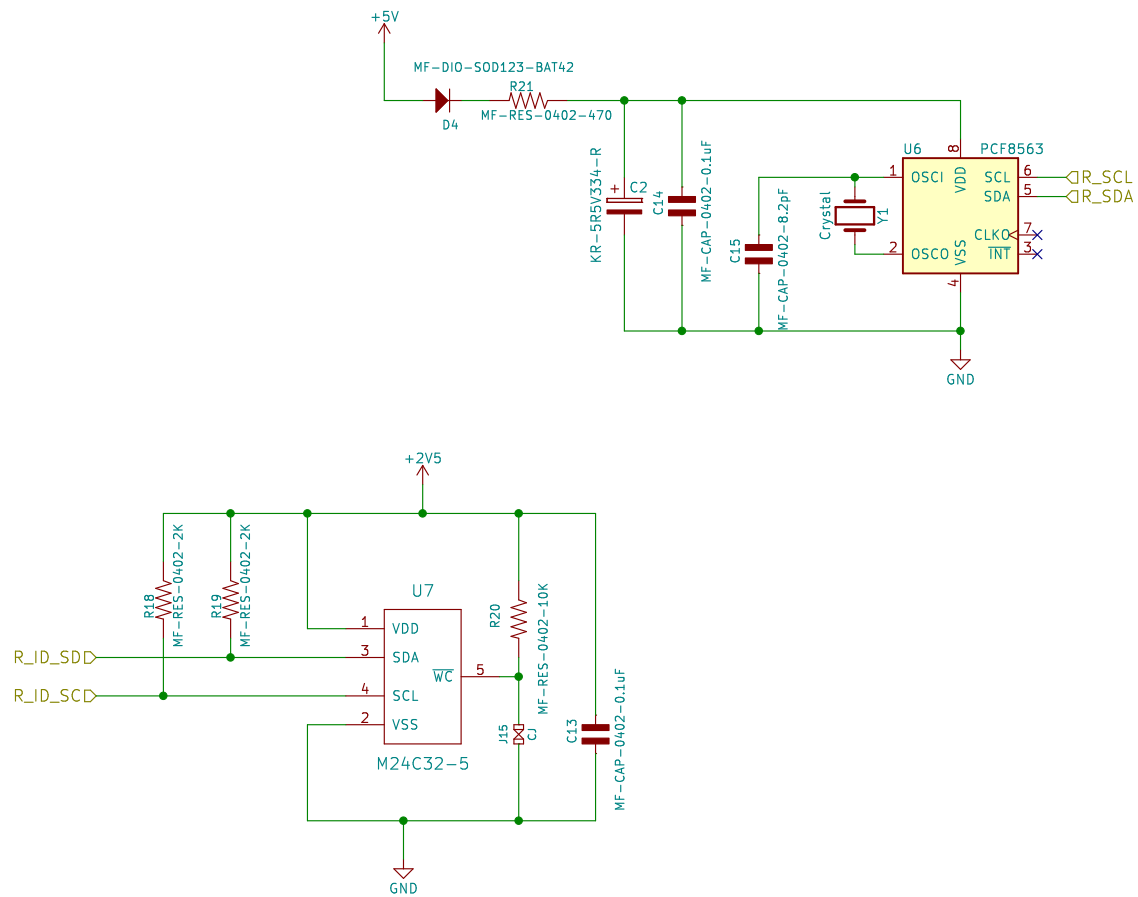 +5V
MF-DIO-SOD123-BAT42
R21
MF-RES-0402-470
D4
KR-5R5V334-R
+
C2
C14
MF-CAP-0402-0.1uF
C15
MF-CAP-0402-8.2pF
Crystal
Y1
U6
PCF8563
8
VDD
1
OSCI
SCL
6
R_SCL
SDA
5
R_SDA
CLKO
7
2
OSCO
VSS
INT
3
4
GND
+2V5
R18
MF-RES-0402-2K
R19
MF-RES-0402-2K
U7
R20
MF-RES-0402-10K
1
VDD
R_ID_SD
3
SDA
WC
5
R_ID_SC
4
SCL
2
VSS
J15
CJ
C13
MF-CAP-0402-0.1uF
M24C32-5
GND